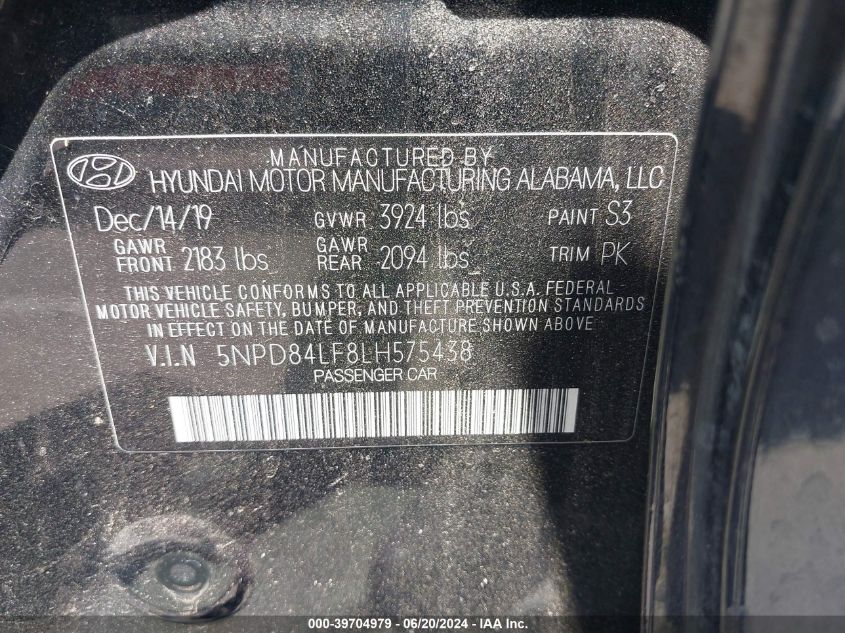 MANUFACTURED BY
HYUNDAI MOTOR MANUFACTURING ALABAMA, LLC
Dec/14/19 GVWR 3924 lbs PAINT S3
GAWR FRONT 2183 lbs GAWR REAR 2094 lbs TRIM PK
THIS VEHICLE CONFORMS TO ALL APPLICABLE U.S.A. FEDERAL
MOTOR VEHICLE SAFETY, BUMPER, AND THEFT PREVENTION STANDARDS
IN EFFECT ON THE DATE OF MANUFACTURE SHOWN ABOVE
V.I.N 5NPD84LF8LH575438
PASSENGER CAR
000-39704979 - 06/20/2024 - IAA Inc.